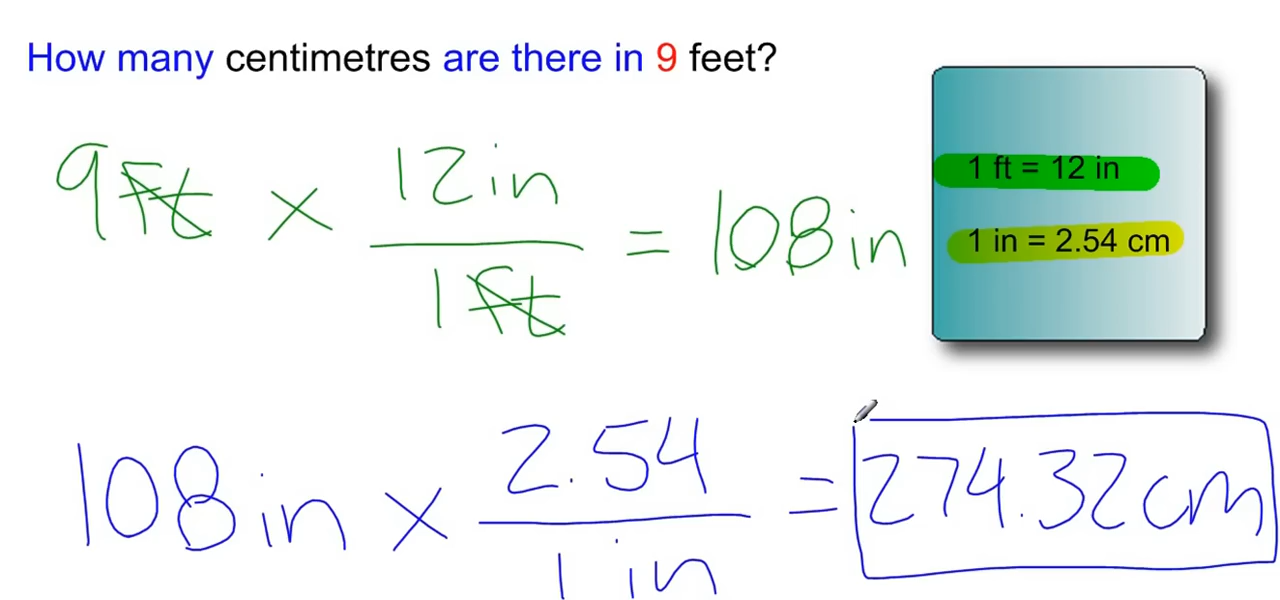 How many centimetres are there in 9 feet?
1 ft = 12 in
1 in = 2.54 cm
9ft × 12in / 1ft = 108in
108in × 2.54 / 1in = 274.32cm